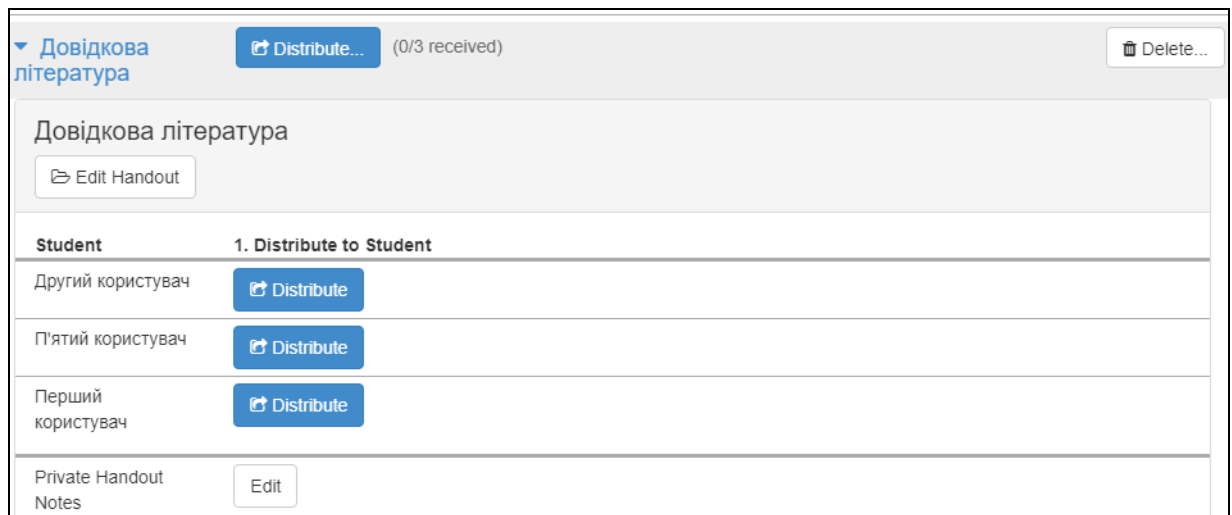 Довідкова
література
Distribute...
(0/3 received)
Delete...
Довідкова література
Edit Handout
Student
1. Distribute to Student
Другий користувач
Distribute
П'ятий користувач
Distribute
Перший
користувач
Distribute
Private Handout
Notes
Edit